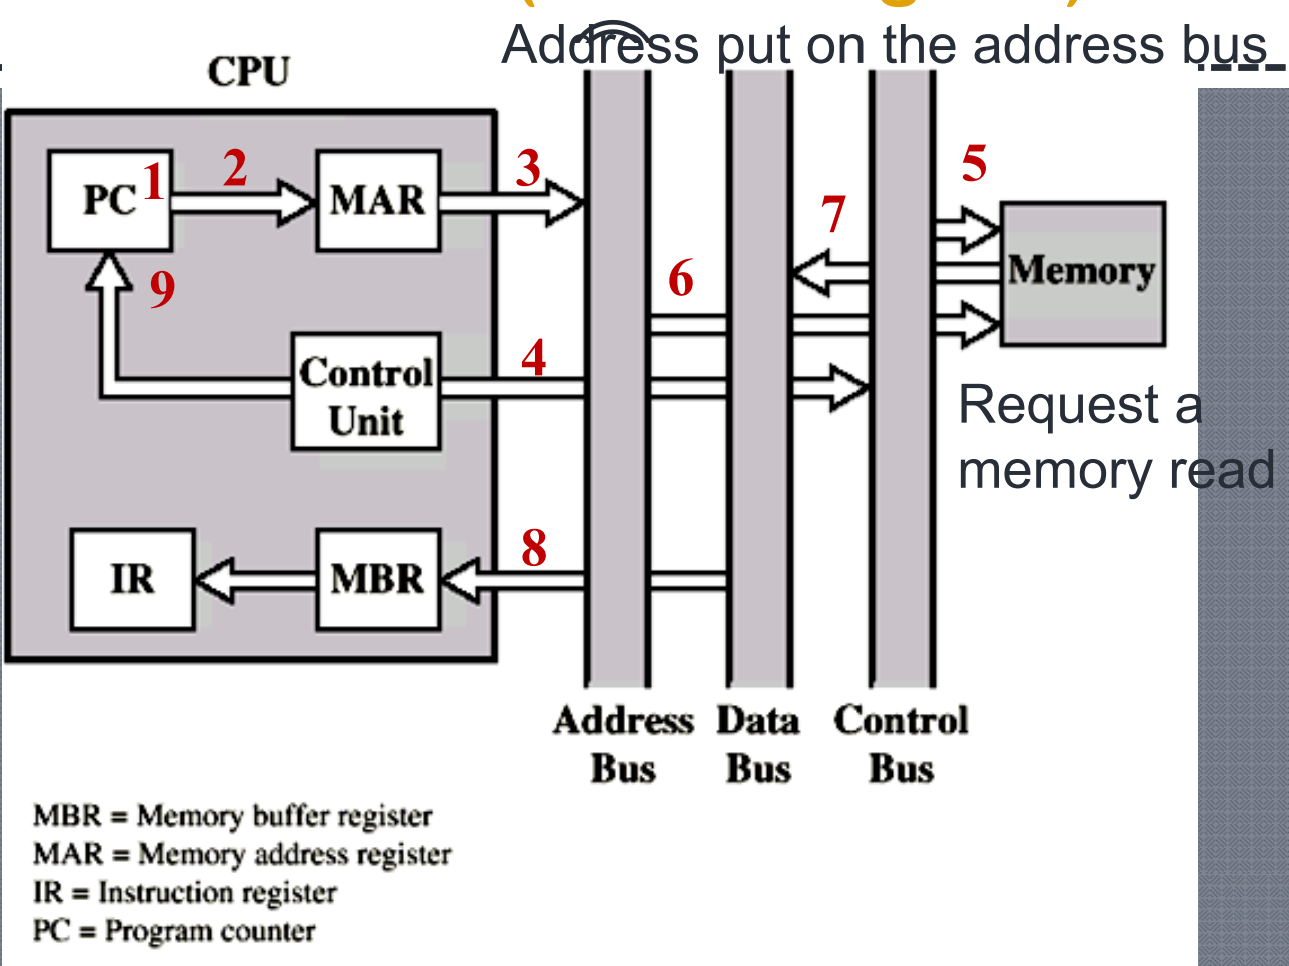 Address put on the address bus
CPU
PC
1
2
MAR
3
5
7
Memory
9
6
Control
Unit
4
Request a
memory read
IR
MBR
8
Address
Bus
Data
Bus
Control
Bus
MBR = Memory buffer register
MAR = Memory address register
IR = Instruction register
PC = Program counter